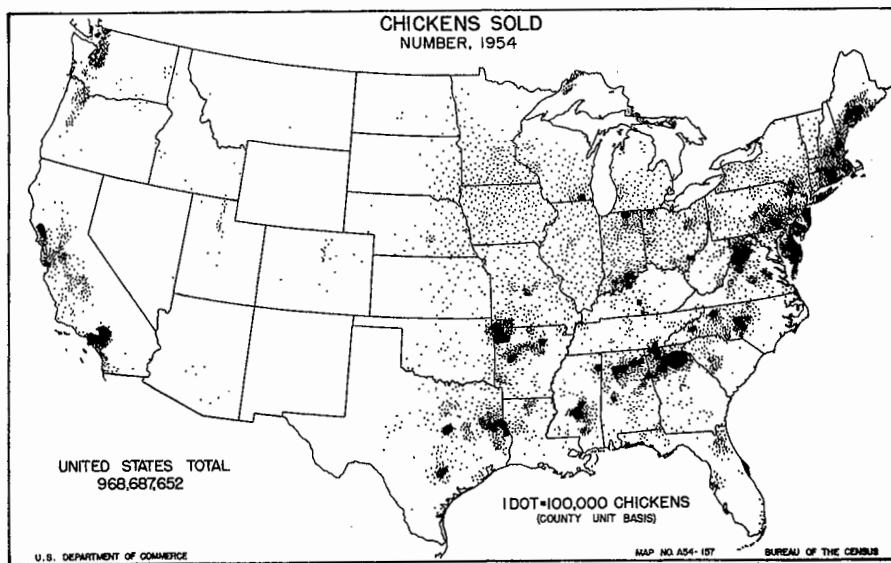 CHICKENS SOLD
NUMBER, 1954
UNITED STATES TOTAL
968,687,652
1 DOT=100,000 CHICKENS
(COUNTY UNIT BASIS)
U.S. DEPARTMENT OF COMMERCE
MAP NO. A54-157
BUREAU OF THE CENSUS